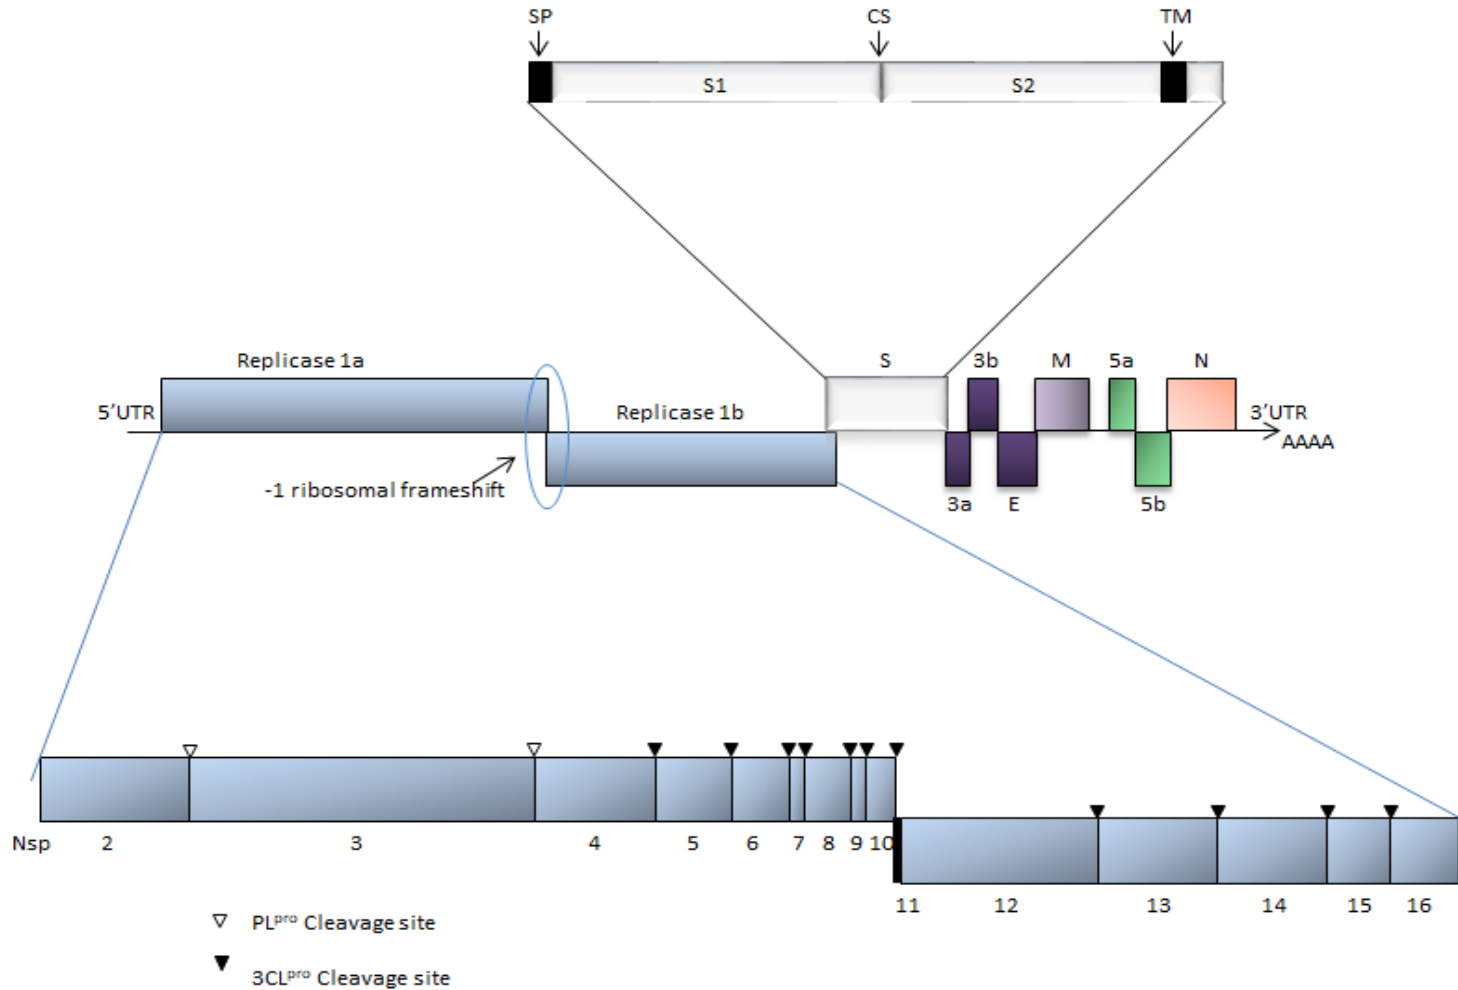 SP CS TM
S1 S2
Replicase 1a S 3b M 5a N
5’UTR Replicase 1b 3’UTR
AAAA
-1 ribosomal frameshift 3a E 5b
Nsp 2 3 4 5 6 7 8 9 10
11 12 13 14 15 16
PLpro Cleavage site
3CLpro Cleavage site